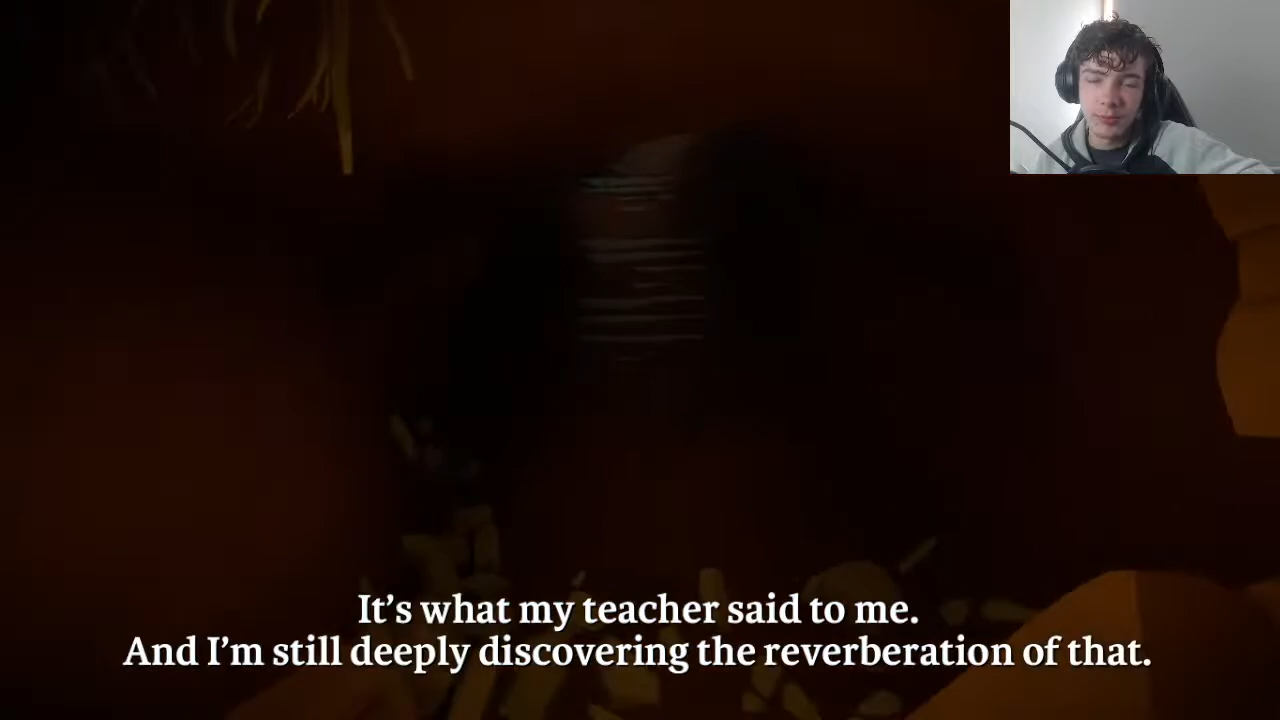 It's what my teacher said to me.
And I'm still deeply discovering the reverberation of that.